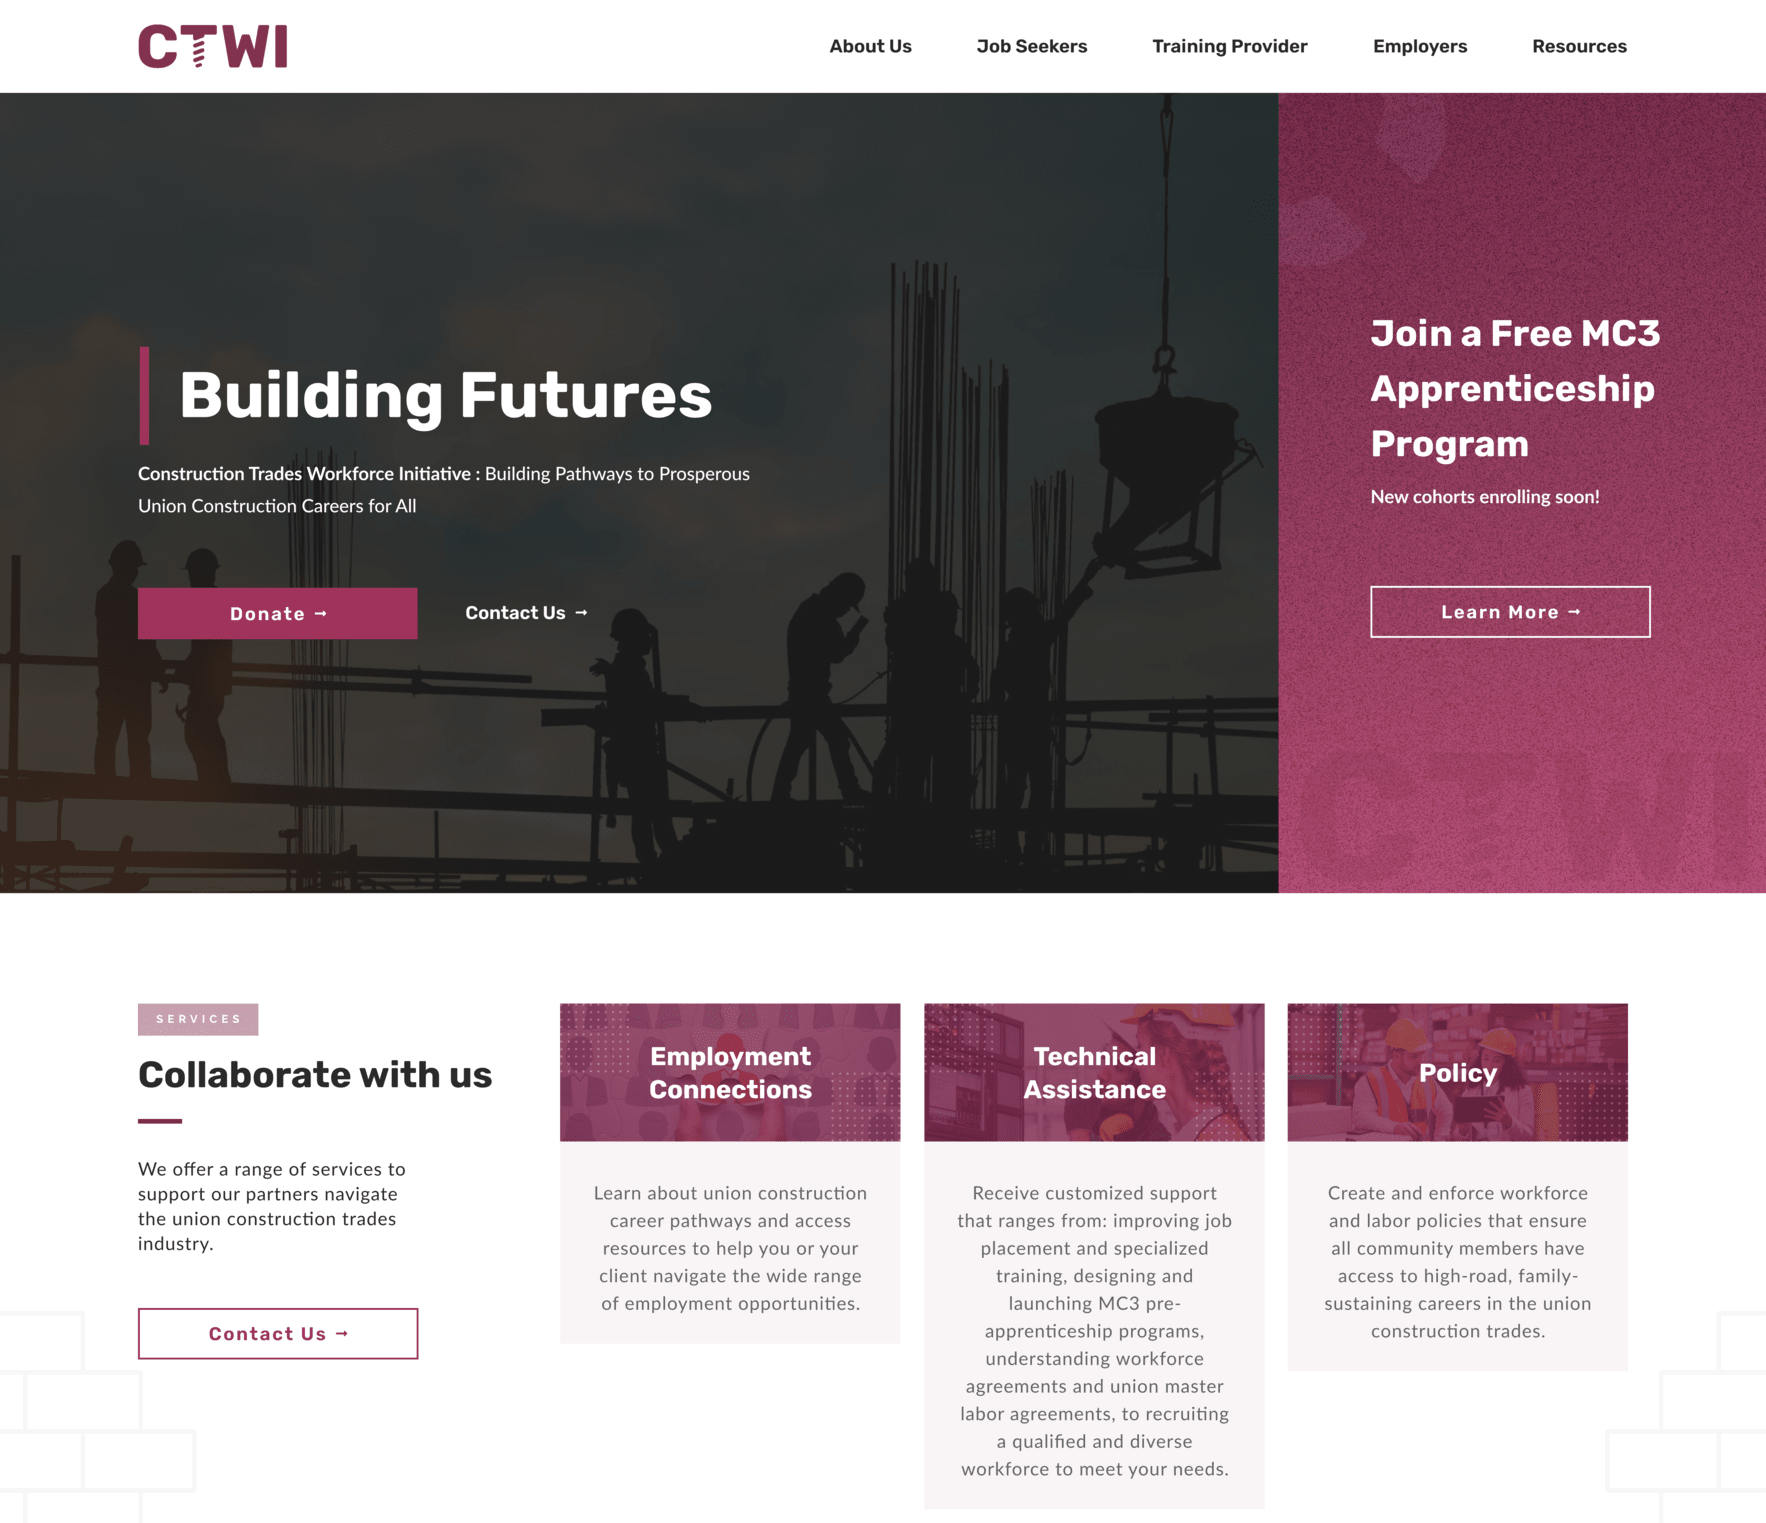 CTWI
About Us
Job Seekers
Training Provider
Employers
Resources
Building Futures
Construction Trades Workforce Initiative : Building Pathways to Prosperous
Union Construction Careers for All
Donate →
Contact Us →
Join a Free MC3
Apprenticeship
Program
New cohorts enrolling soon!
Learn More →
CTWI
SERVICES
Collaborate with us
We offer a range of services to
support our partners navigate
the union construction trades
industry.
Contact Us →
Employment
Connections
Learn about union construction
career pathways and access
resources to help you or your
client navigate the wide range
of employment opportunities.
Technical
Assistance
Receive customized support
that ranges from: improving job
placement and specialized
training, designing and
launching MC3 pre-
apprenticeship programs,
understanding workforce
agreements and union master
labor agreements, to recruiting
a qualified and diverse
workforce to meet your needs.
Policy
Create and enforce workforce
and labor policies that ensure
all community members have
access to high-road, family-
sustaining careers in the union
construction trades.